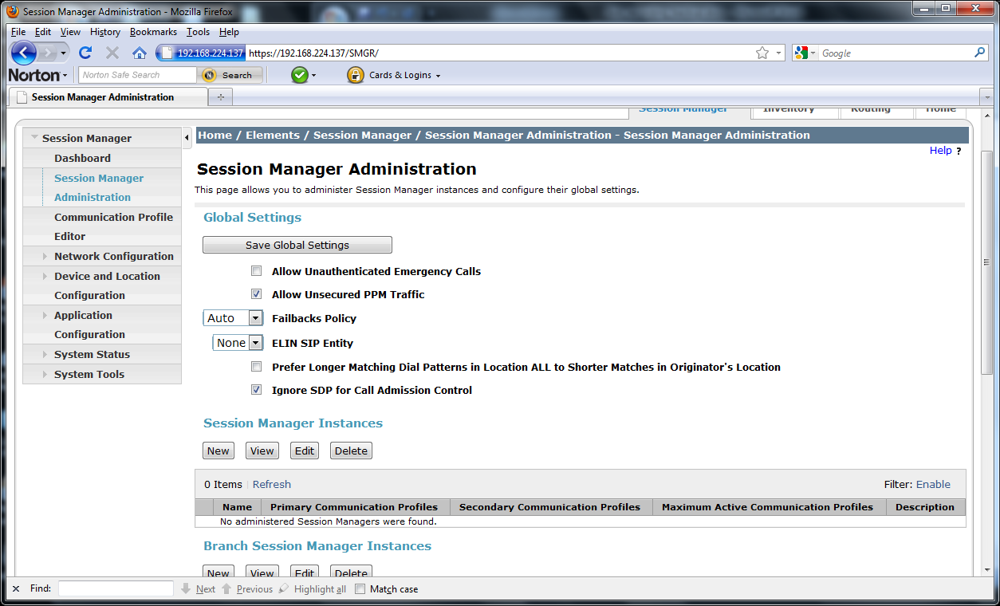 Session Manager Administration - Mozilla Firefox
File Edit View History Bookmarks Tools Help
192.168.224.137 https://192.168.224.137/SMGR/
Google
Norton
Norton Safe Search
Search
Cards & Logins
Session Manager Administration
Session Manager Inventory Routing Home
Session Manager
Dashboard
Session Manager
Administration
Communication Profile
Editor
Network Configuration
Device and Location
Configuration
Application
Configuration
System Status
System Tools
Home / Elements / Session Manager / Session Manager Administration - Session Manager Administration
Help ?
Session Manager Administration
This page allows you to administer Session Manager instances and configure their global settings.
Global Settings
Save Global Settings
Allow Unauthenticated Emergency Calls
Allow Unsecured PPM Traffic
Auto Failbacks Policy
None ELIN SIP Entity
Prefer Longer Matching Dial Patterns in Location ALL to Shorter Matches in Originator's Location
Ignore SDP for Call Admission Control
Session Manager Instances
New View Edit Delete
0 Items | Refresh Filter: Enable
Name Primary Communication Profiles Secondary Communication Profiles Maximum Active Communication Profiles Description
No administered Session Managers were found.
Branch Session Manager Instances
New View Edit Delete
Find: Next Previous Highlight all Match case